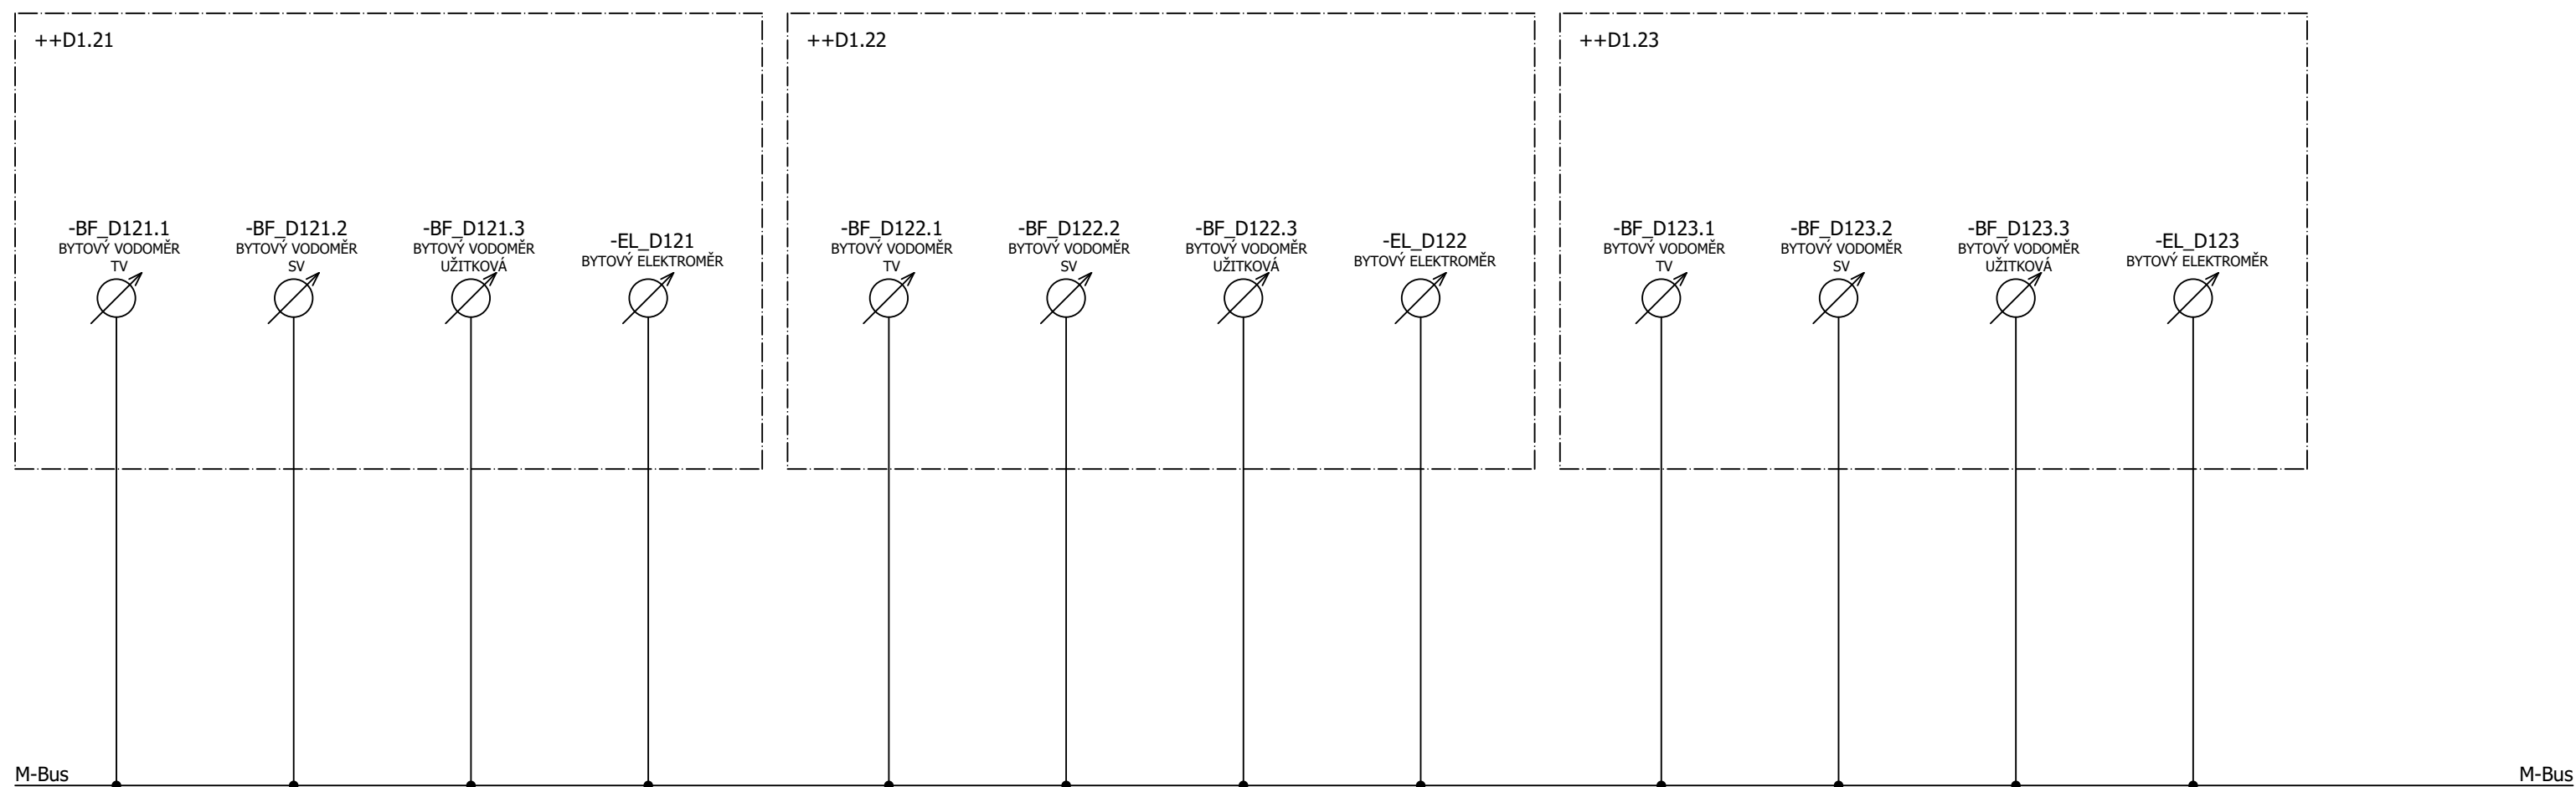 ++D1.21
++D1.22
++D1.23
-BF_D121.1
BYTOVÝ VODOMĚR
TV
-BF_D121.2
BYTOVÝ VODOMĚR
SV
-BF_D121.3
BYTOVÝ VODOMĚR
UŽITKOVÁ
-EL_D121
BYTOVÝ ELEKTROMĚR
-BF_D122.1
BYTOVÝ VODOMĚR
TV
-BF_D122.2
BYTOVÝ VODOMĚR
SV
-BF_D122.3
BYTOVÝ VODOMĚR
UŽITKOVÁ
-EL_D122
BYTOVÝ ELEKTROMĚR
-BF_D123.1
BYTOVÝ VODOMĚR
TV
-BF_D123.2
BYTOVÝ VODOMĚR
SV
-BF_D123.3
BYTOVÝ VODOMĚR
UŽITKOVÁ
-EL_D123
BYTOVÝ ELEKTROMĚR
M-Bus
M-Bus